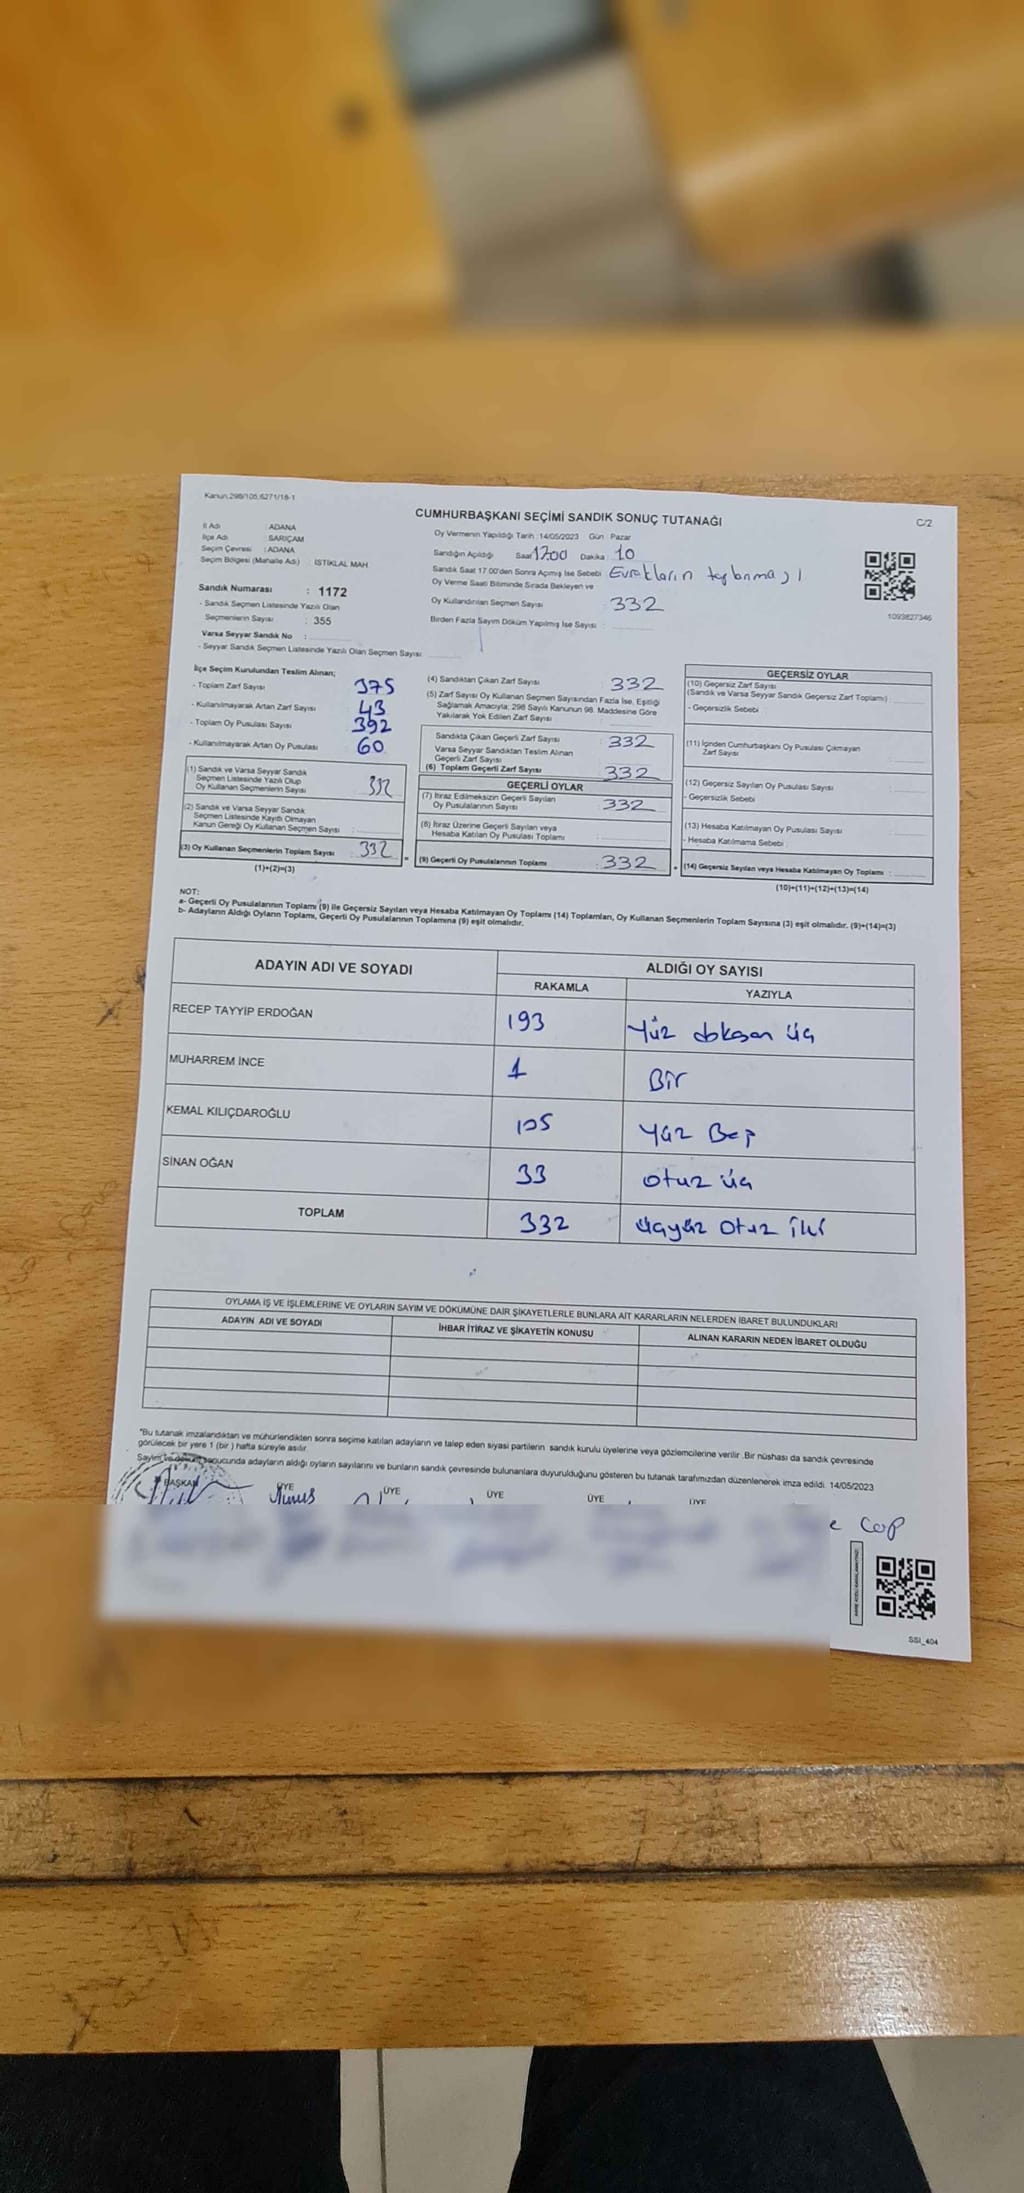 Kanun.298/105;6271/18-1
CUMHURBAŞKANI SEÇİMİ SANDIK SONUÇ TUTANAĞI
C/2
İl Adı : ADANA
İlçe Adı : SARIÇAM
Seçim Çevresi : ADANA
Seçim Bölgesi (Mahalle Adı) : İSTİKLAL MAH
Oy Vermenin Yapıldığı Tarih :14/05/2023 Gün : Pazar
Sandığın Açıldığı Saat 17.00 Dakika : 10
Sandık Saat 17:00'den Sonra Açımış İse Sebebi : Evrakların toplanması
Oy Verme Saati Bitiminde Sırada Bekleyen ve
Oy Kullandırılan Seçmen Sayısı : 332
Birden Fazla Sayım Döküm Yapılmış İse Sayısı :
1093827346
Sandık Numarası : 1172
- Sandık Seçmen Listesinde Yazılı Olan
Seçmenlerin Sayısı : 355
Varsa Seyyar Sandık No :
- Seyyar Sandık Seçmen Listesinde Yazılı Olan Seçmen Sayısı :
İlçe Seçim Kurulundan Teslim Alınan;
- Toplam Zarf Sayısı : 375
- Kullanılmayarak Artan Zarf Sayısı : 43
- Toplam Oy Pusulası Sayısı : 392
- Kullanılmayarak Artan Oy Pusulası : 60
(1) Sandık ve Varsa Seyyar Sandık
Seçmen Listesinde Yazılı Olup
Oy Kullanan Seçmenlerin Sayısı : 332
(2) Sandık ve Varsa Seyyar Sandık
Seçmen Listesinde Kayıtlı Olmayan
Kanun Gereği Oy Kullanan Seçmen Sayısı :
(3) Oy Kullanan Seçmenlerin Toplam Sayısı : 332
(1)+(2)=(3)
(4) Sandıktan Çıkan Zarf Sayısı : 332
(5) Zarf Sayısı Oy Kullanan Seçmen Sayısından Fazla İse, Eşitliği
Sağlamak Amacıyla; 298 Sayılı Kanunun 98. Maddesine Göre
Yakılarak Yok Edilen Zarf Sayısı
Sandıkta Çıkan Geçerli Zarf Sayısı : 332
Varsa Seyyar Sandıktan Teslim Alınan
Geçerli Zarf Sayısı
(6) Toplam Geçerli Zarf Sayısı : 332
GEÇERLİ OYLAR
(7) İtiraz Edilmeksizin Geçerli Sayılan
Oy Pusulalarının Sayısı : 332
(8) İtiraz Üzerine Geçerli Sayılan veya
Hesaba Katılan Oy Pusulası Toplamı :
(9) Geçerli Oy Pusulalarının Toplamı : 332
GEÇERSİZ OYLAR
(10) Geçersiz Zarf Sayısı
(Sandık ve Varsa Seyyar Sandık Geçersiz Zarf Toplamı) :
- Geçersizlik Sebebi :
(11) İçinden Cumhurbaşkanı Oy Pusulası Çıkmayan
Zarf Sayısı
(12) Geçersiz Sayılan Oy Pusulası Sayısı
- Geçersizlik Sebebi :
(13) Hesaba Katılmayan Oy Pusulası Sayısı
- Hesaba Katılmama Sebebi :
(14) Geçersiz Sayılan veya Hesaba Katılmayan Oy Toplamı :
(10)+(11)+(12)+(13)=(14)
NOT:
a- Geçerli Oy Pusulalarının Toplamı (9) ile Geçersiz Sayılan veya Hesaba Katılmayan Oy Toplamı (14) Toplamları, Oy Kullanan Seçmenlerin Toplam Sayısına (3) eşit olmalıdır. (9)+(14)=(3)
b- Adayların Aldığı Oyların Toplamı, Geçerli Oy Pusulalarının Toplamına (9) eşit olmalıdır.
ADAYIN ADI VE SOYADI
ALDIĞI OY SAYISI
RAKAMLA YAZIYLA
RECEP TAYYİP ERDOĞAN 193 Yüz doksan üç
MUHARREM İNCE 1 Bir
KEMAL KILIÇDAROĞLU 105 Yüz Beş
SİNAN OĞAN 33 otuz üç
TOPLAM 332 üçyüz otuz iki
OYLAMA İŞ VE İŞLEMLERİNE VE OYLARIN SAYIM VE DÖKÜMÜNE DAİR ŞİKAYETLERLE BUNLARA AİT KARARLARIN NELERDEN İBARET BULUNDUKLARI
ADAYIN ADI VE SOYADI İHBAR İTİRAZ VE ŞİKAYETİN KONUSU ALINAN KARARIN NEDEN İBARET OLDUĞU
"Bu tutanak imzalandıktan ve mühürlendikten sonra seçime katılan adayların ve talep eden siyasi partilerin sandık kurulu üyelerine veya gözlemcilerine verilir .Bir nüshası da sandık çevresinde
görülecek bir yere 1 (bir ) hafta süreyle asılır.
Sayım ve döküm sonucunda adayların aldığı oyların sayılarını ve bunların sandık çevresinde bulunanlara duyurulduğunu gösteren bu tutanak tarafımızdan düzenlenerek imza edildi. 14/05/2023
BAŞKAN ÜYE ÜYE ÜYE ÜYE ÜYE
SSI_404